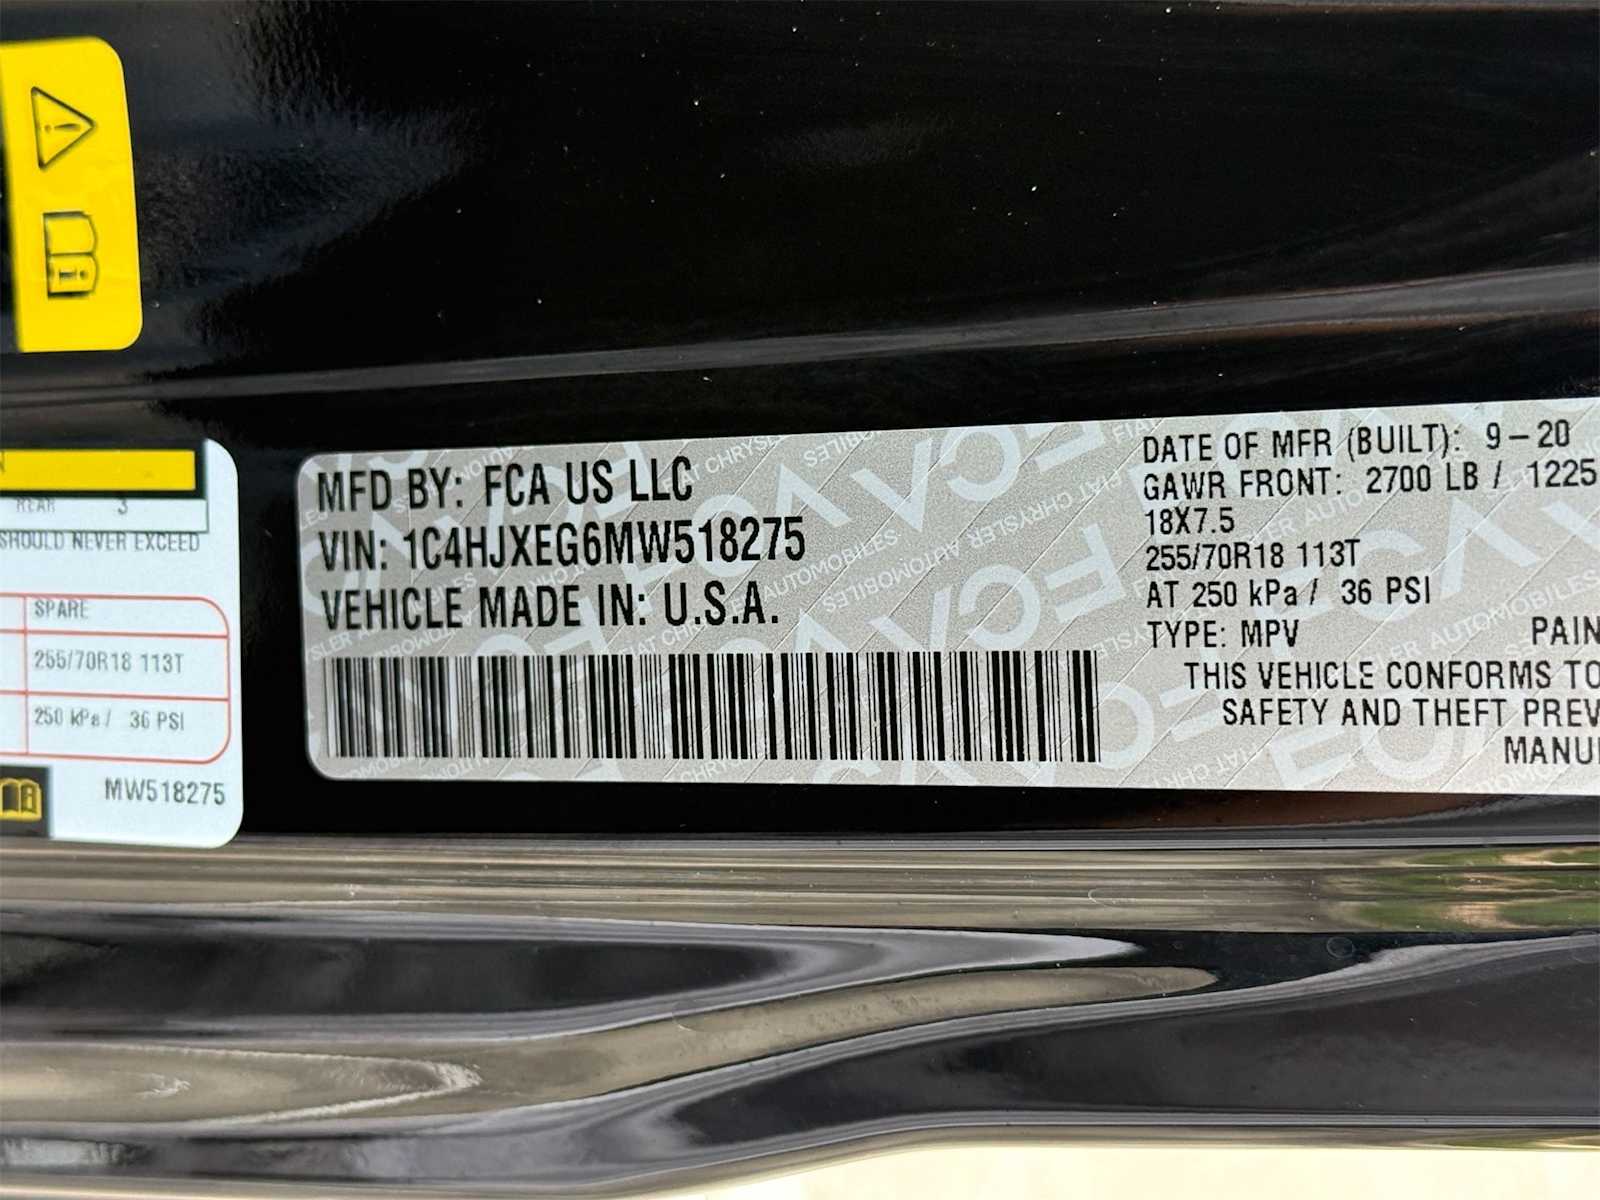 N
REAR 3
SHOULD NEVER EXCEED
SPARE
255/70R18 113T
250 kPa / 36 PSI
MW518275
MFD BY: FCA US LLC
VIN: 1C4HJXEG6MW518275
VEHICLE MADE IN: U.S.A.
DATE OF MFR (BUILT): 9-20
GAWR FRONT: 2700 LB / 1225
18X7.5
255/70R18 113T
AT 250 kPa / 36 PSI
TYPE: MPV PAIN
THIS VEHICLE CONFORMS TO
SAFETY AND THEFT PREV
MANU